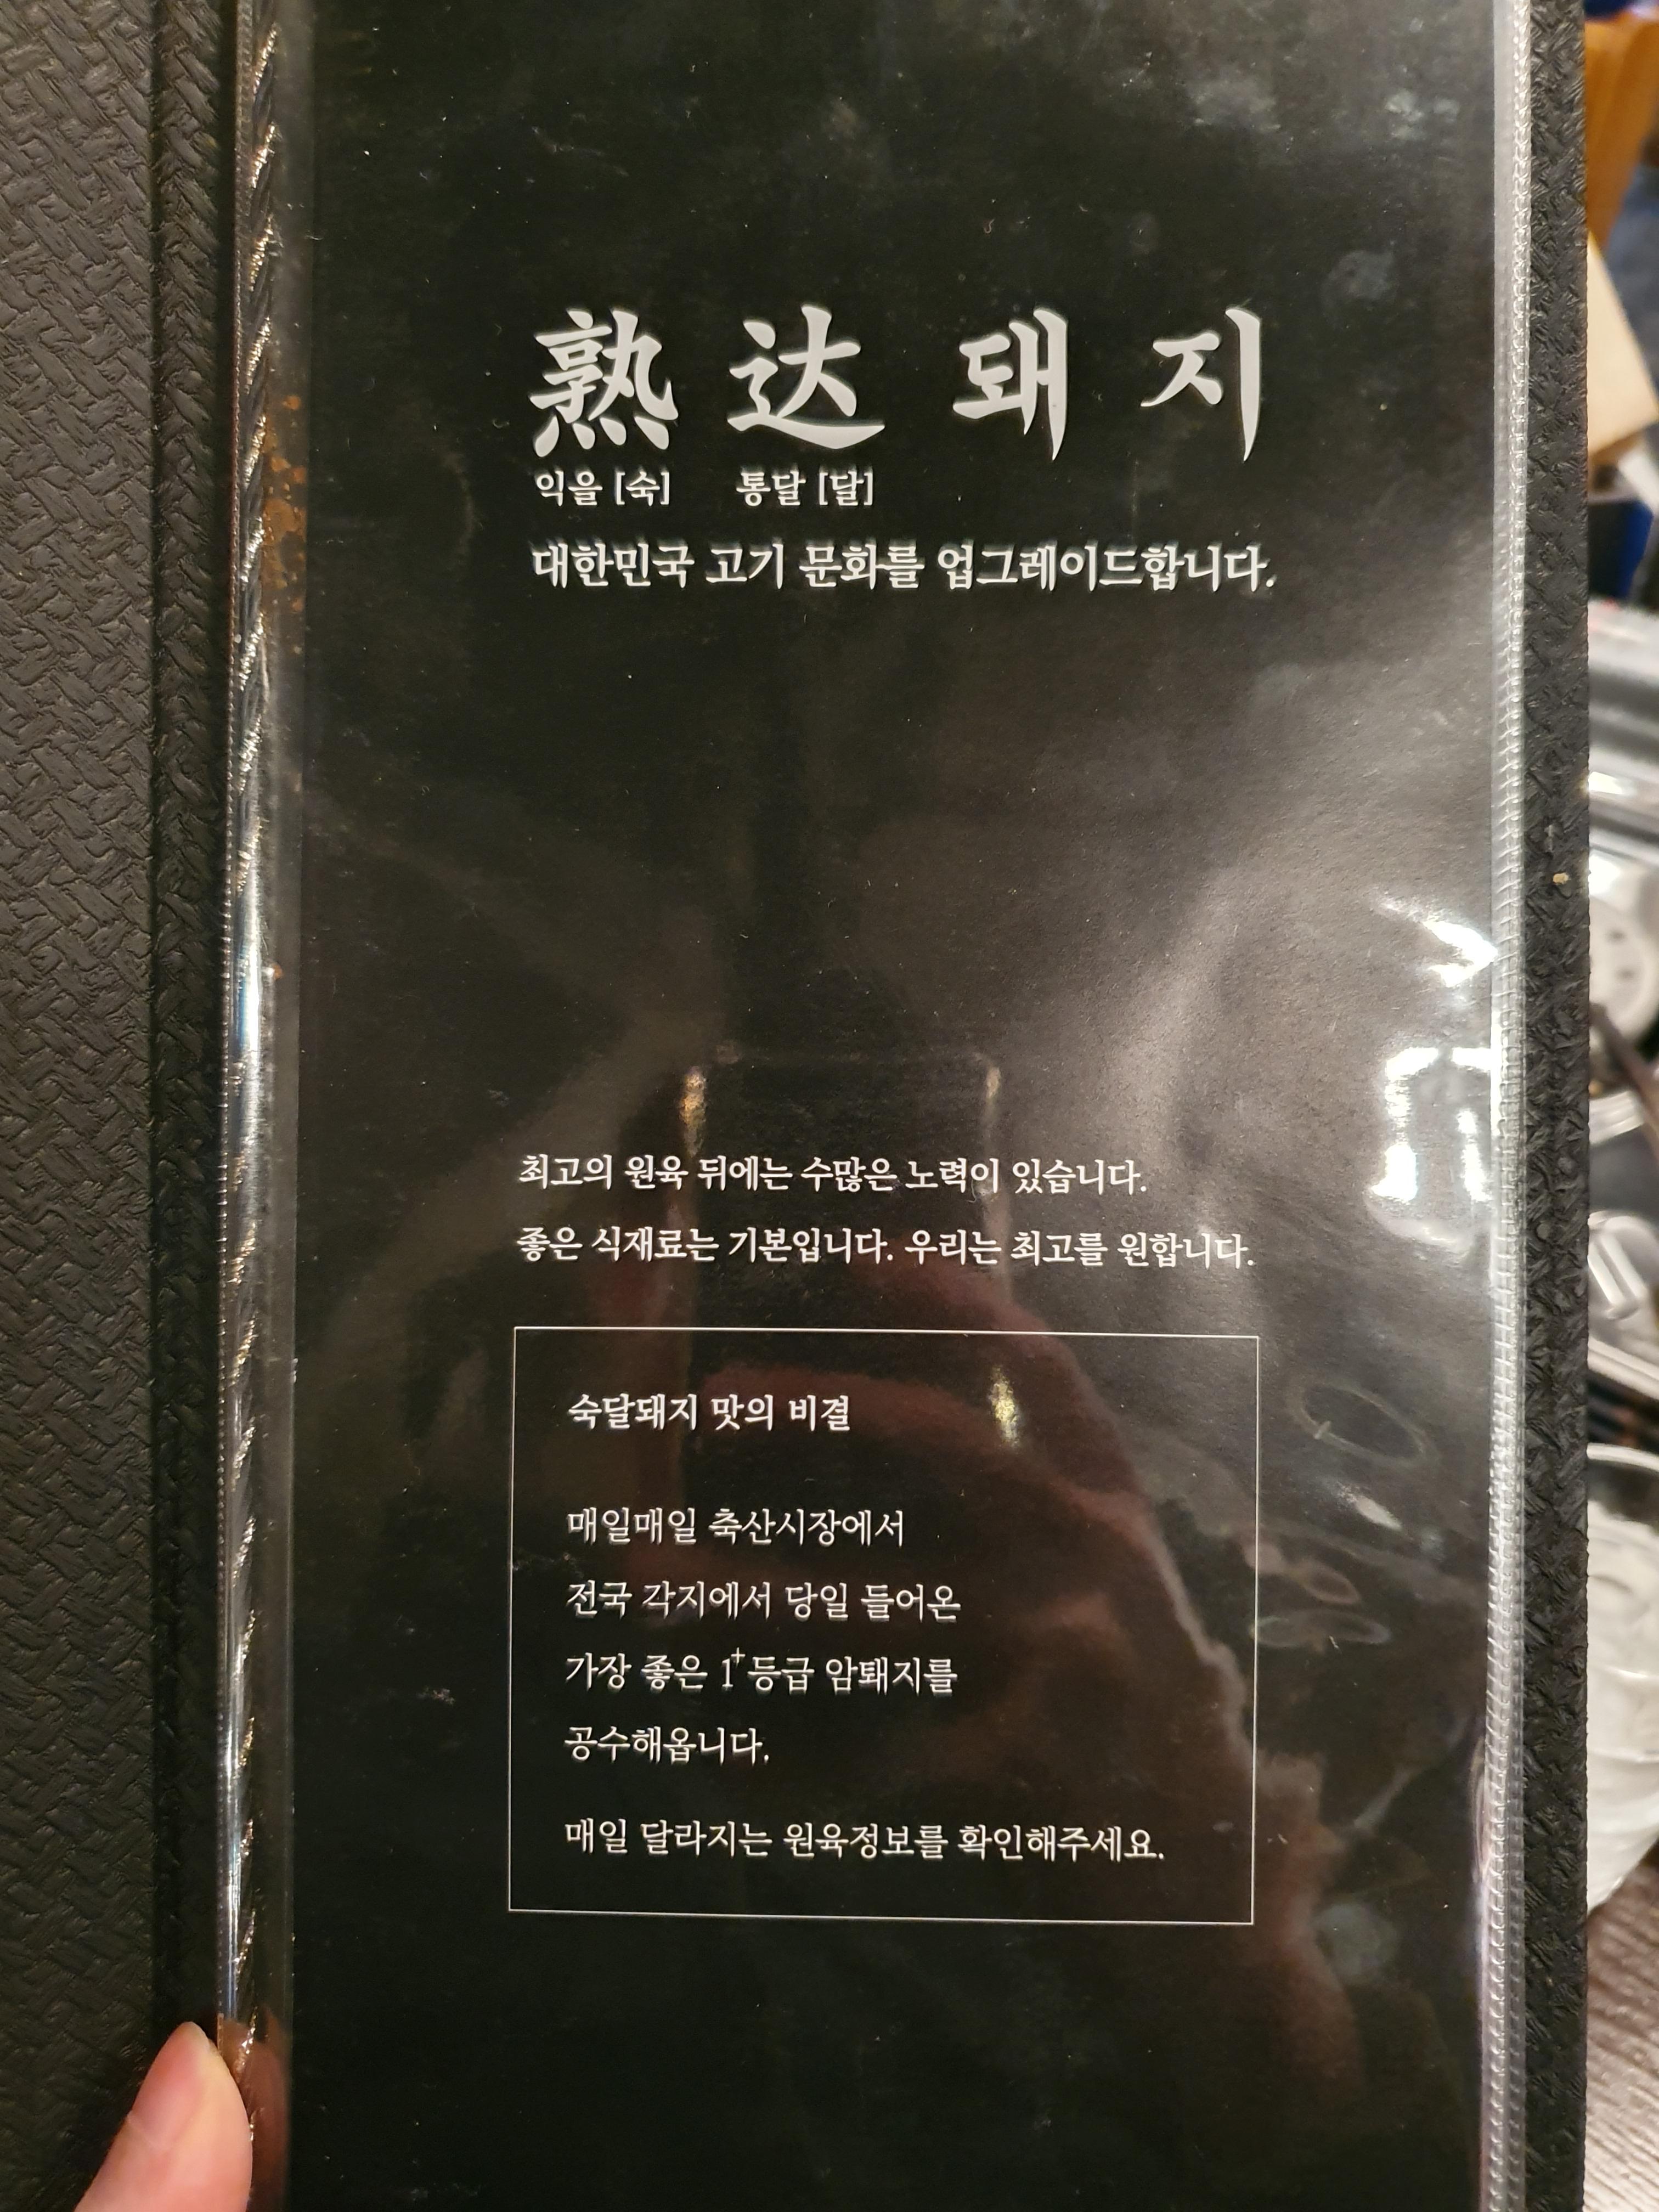 熟达돼지
익을 [숙] 통달 [달]
대한민국 고기 문화를 업그레이드합니다.
최고의 원육 뒤에는 수많은 노력이 있습니다.
좋은 식재료는 기본입니다. 우리는 최고를 원합니다.
숙달돼지 맛의 비결
매일매일 축산시장에서
전국 각지에서 당일 들어온
가장 좋은 1⁺등급 암퇘지를
공수해옵니다.
매일 달라지는 원육정보를 확인해주세요.